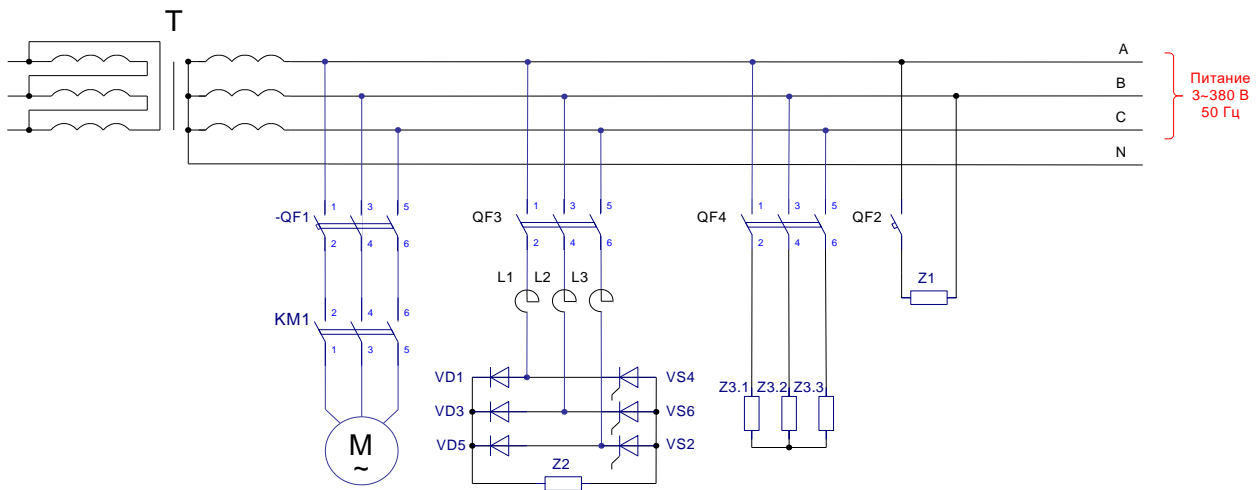 T
A
B
C
N
Питание
3~380 В
50 Гц
-QF1
1 3 5
2 4 6
QF3
1 3 5
2 4 6
QF4
1 3 5
2 4 6
QF2
Z1
L1 L2 L3
KM1
2 4 6
1 3 5
VD1 VS4
VD3 VS6
VD5 VS2
Z2
Z3.1 Z3.2 Z3.3
M
~